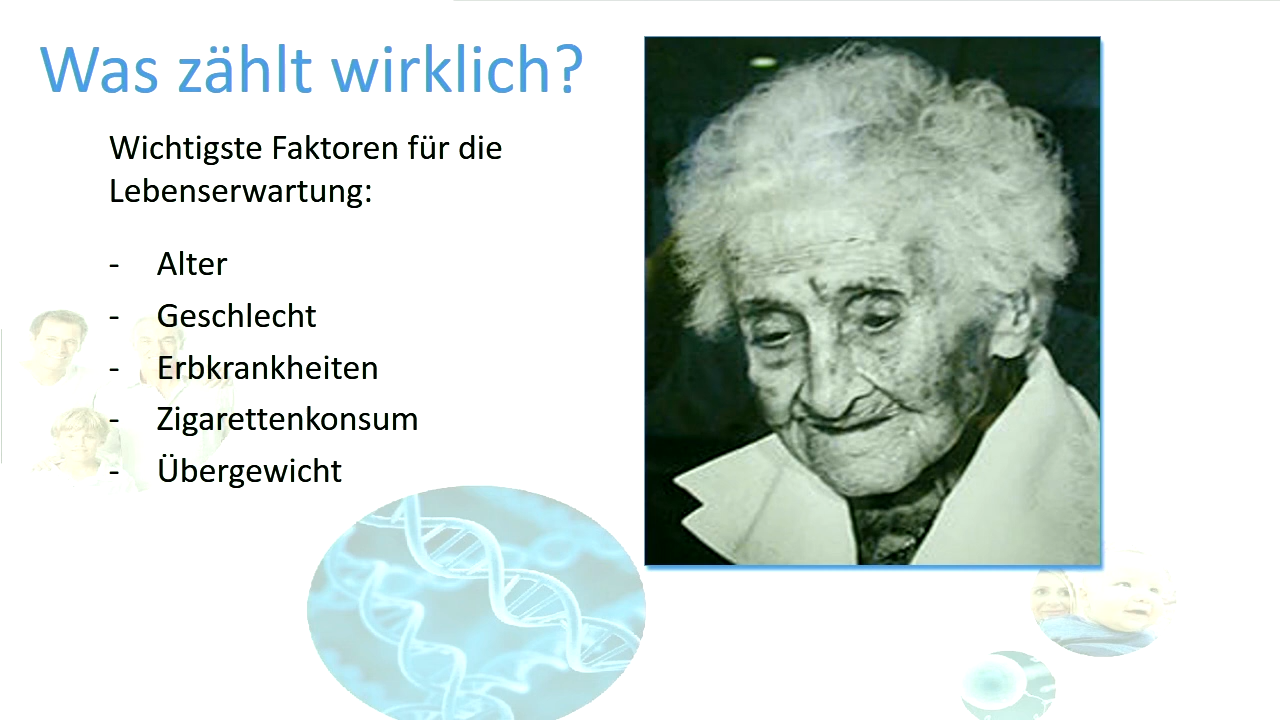 Was zählt wirklich?
Wichtigste Faktoren für die
Lebenserwartung:
- Alter
- Geschlecht
- Erbkrankheiten
- Zigarettenkonsum
- Übergewicht